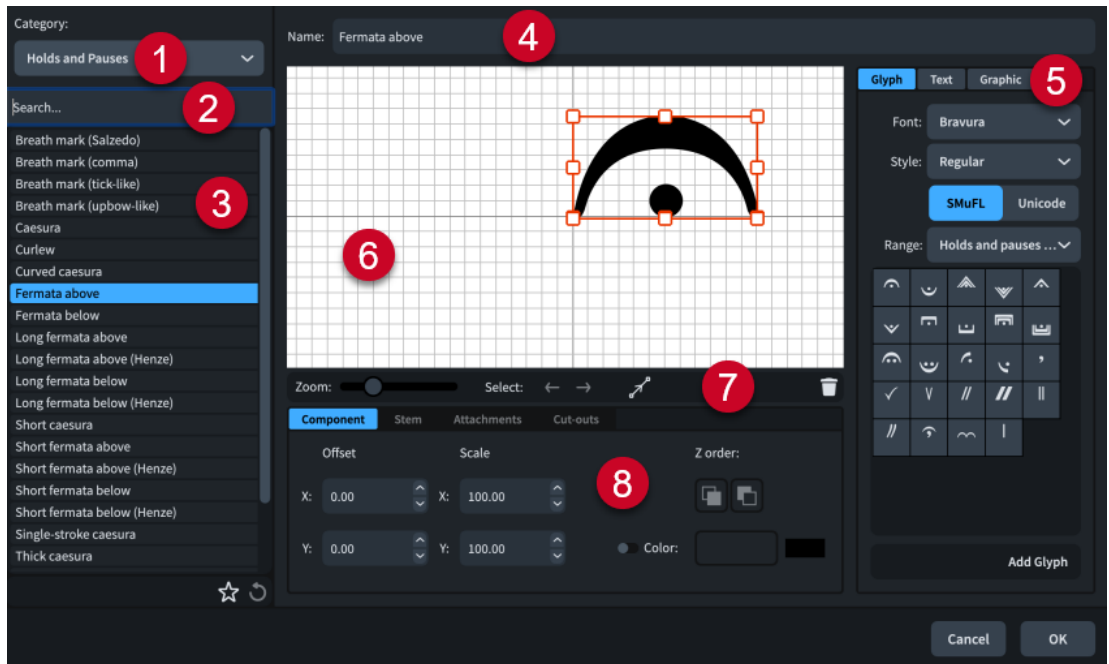 Category:
Holds and Pauses
1
Search...
2
Breath mark (Salzedo)
Breath mark (comma)
Breath mark (tick-like)
Breath mark (upbow-like)
3
Caesura
Curlew
Curved caesura
Fermata above
Fermata below
Long fermata above
Long fermata above (Henze)
Long fermata below
Long fermata below (Henze)
Short caesura
Short fermata above
Short fermata above (Henze)
Short fermata below
Short fermata below (Henze)
Single-stroke caesura
Thick caesura
Name: Fermata above
4
6
Zoom: Select:
7
Component Stem Attachments Cut-outs
Offset Scale Z order:
X: 0.00 X: 100.00
8
Y: 0.00 Y: 100.00 Color:
Glyph Text Graphic
5
Font: Bravura
Style: Regular
SMuFL Unicode
Range: Holds and pauses ...
Add Glyph
Cancel OK